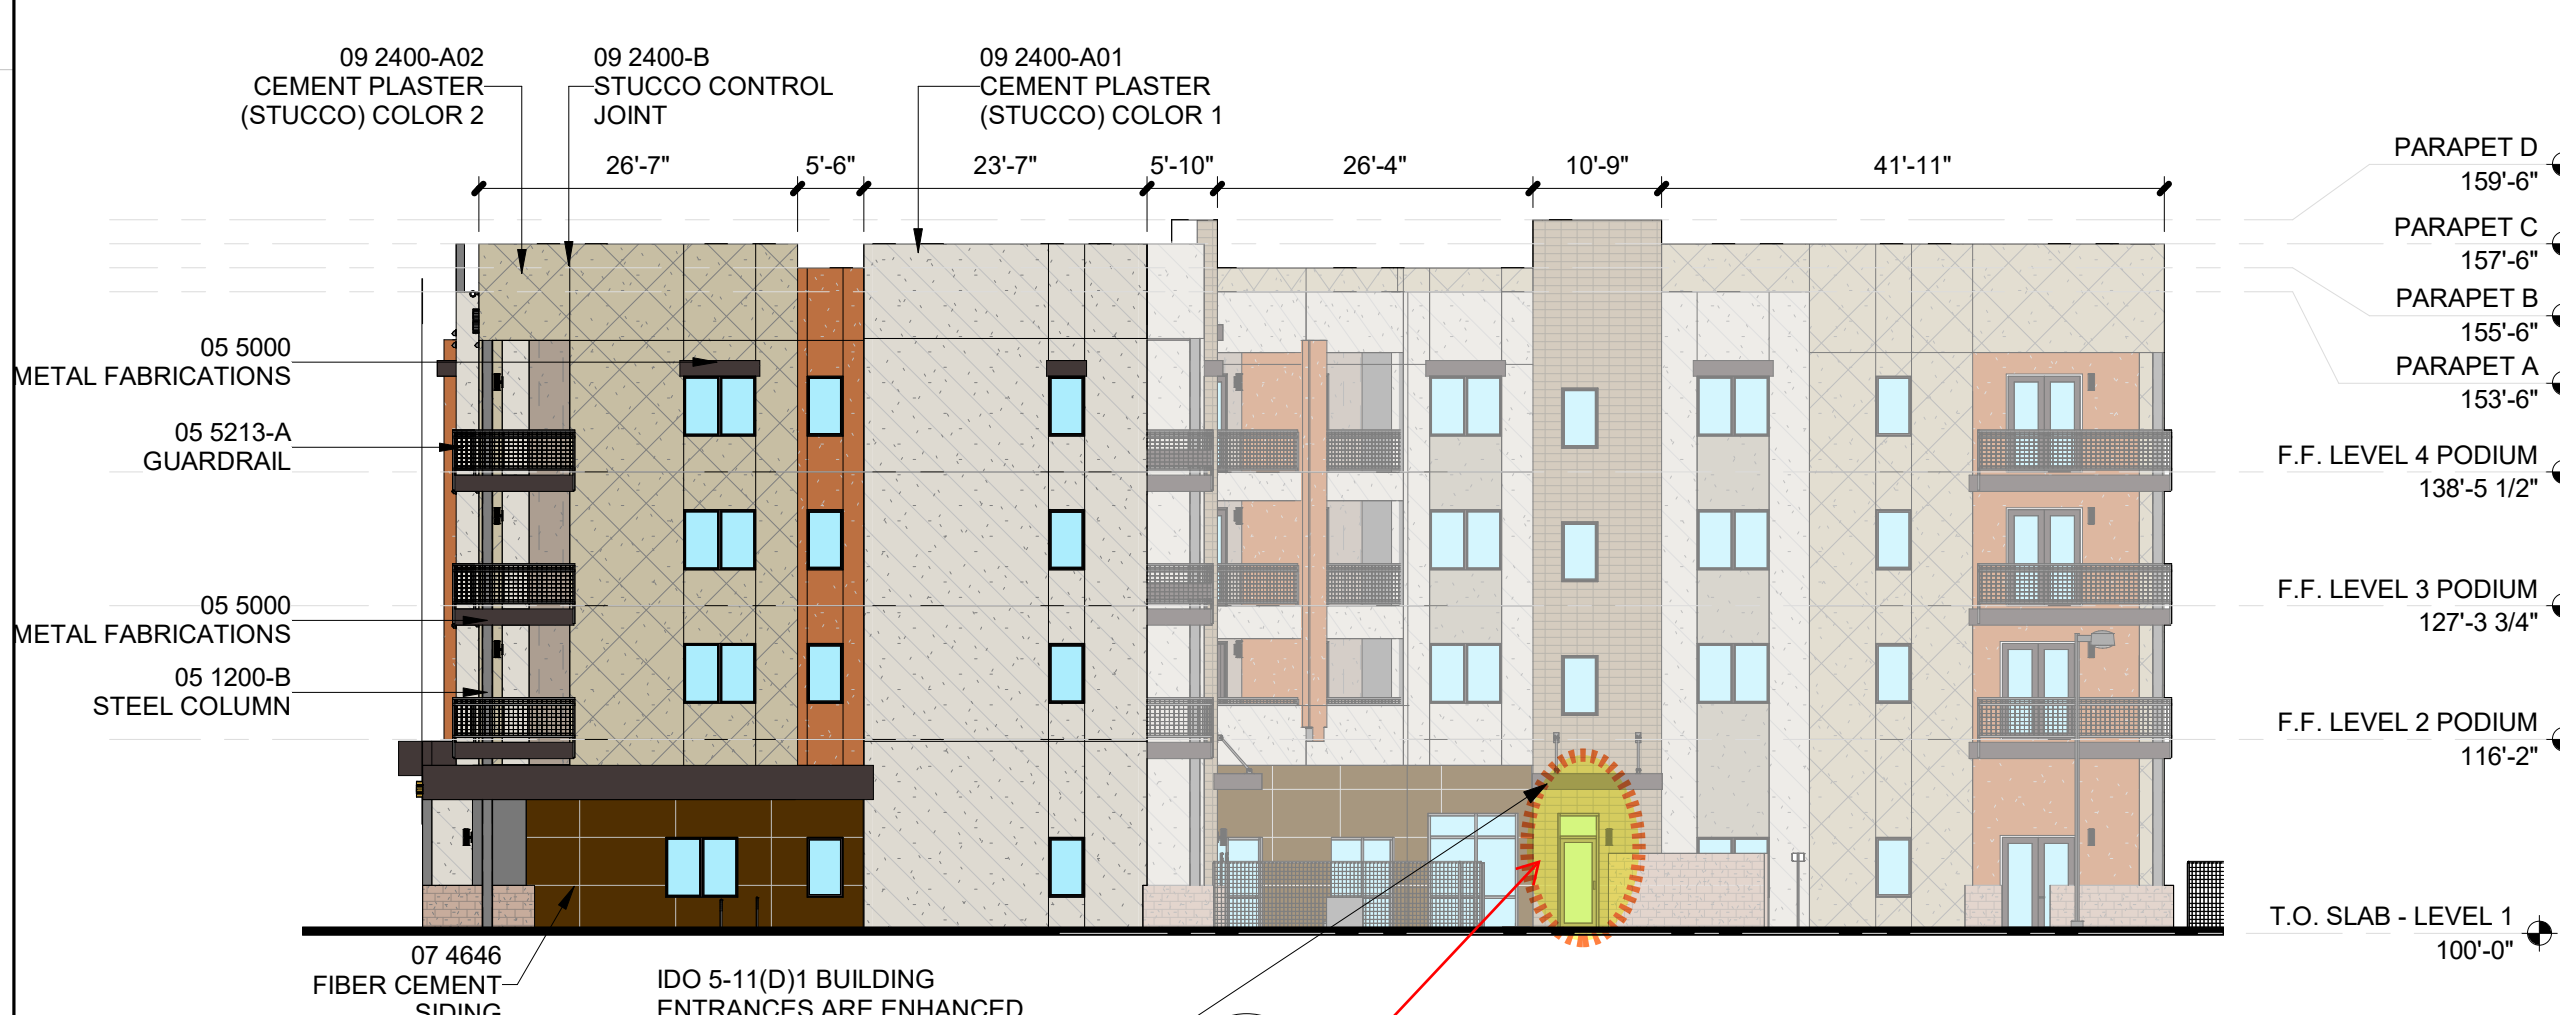 09 2400-A02
CEMENT PLASTER
(STUCCO) COLOR 2
09 2400-B
STUCCO CONTROL
JOINT
09 2400-A01
CEMENT PLASTER
(STUCCO) COLOR 1
26'-7"
5'-6"
23'-7"
5'-10"
26'-4"
10'-9"
41'-11"
PARAPET D
159'-6"
PARAPET C
157'-6"
PARAPET B
155'-6"
PARAPET A
153'-6"
F.F. LEVEL 4 PODIUM
138'-5 1/2"
F.F. LEVEL 3 PODIUM
127'-3 3/4"
F.F. LEVEL 2 PODIUM
116'-2"
T.O. SLAB - LEVEL 1
100'-0"
05 5000
METAL FABRICATIONS
05 5213-A
GUARDRAIL
05 5000
METAL FABRICATIONS
05 1200-B
STEEL COLUMN
07 4646
FIBER CEMENT
SIDING
IDO 5-11(D)1 BUILDING
ENTRANCES ARE ENHANCED